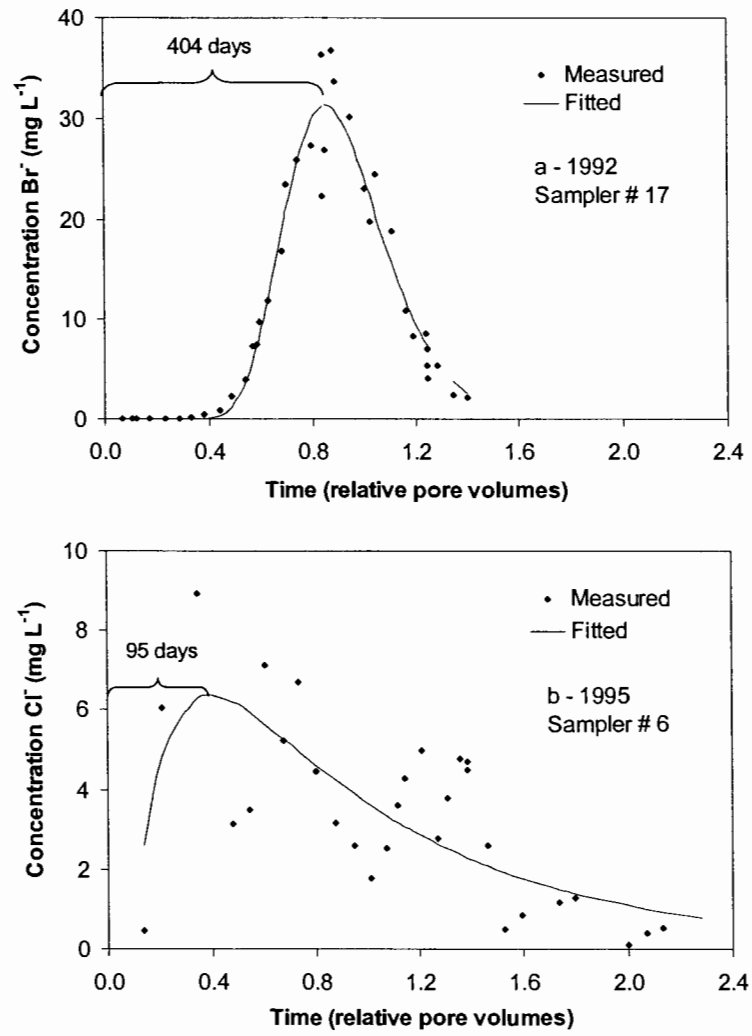 40
30
20
10
0
Concentration Br⁻ (mg L⁻¹)
404 days
Measured
Fitted
a - 1992
Sampler # 17
0.0 0.4 0.8 1.2 1.6 2.0 2.4
Time (relative pore volumes)
10
8
6
4
2
0
Concentration Cl⁻ (mg L⁻¹)
95 days
Measured
Fitted
b - 1995
Sampler # 6
0.0 0.4 0.8 1.2 1.6 2.0 2.4
Time (relative pore volumes)